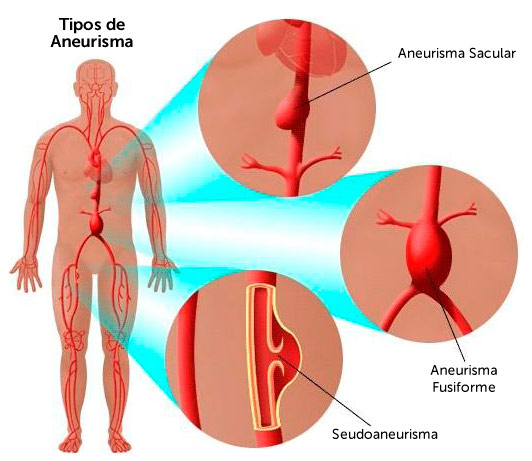 Tipos de
Aneurisma
Aneurisma Sacular
Aneurisma
Fusiforme
Seudoaneurisma